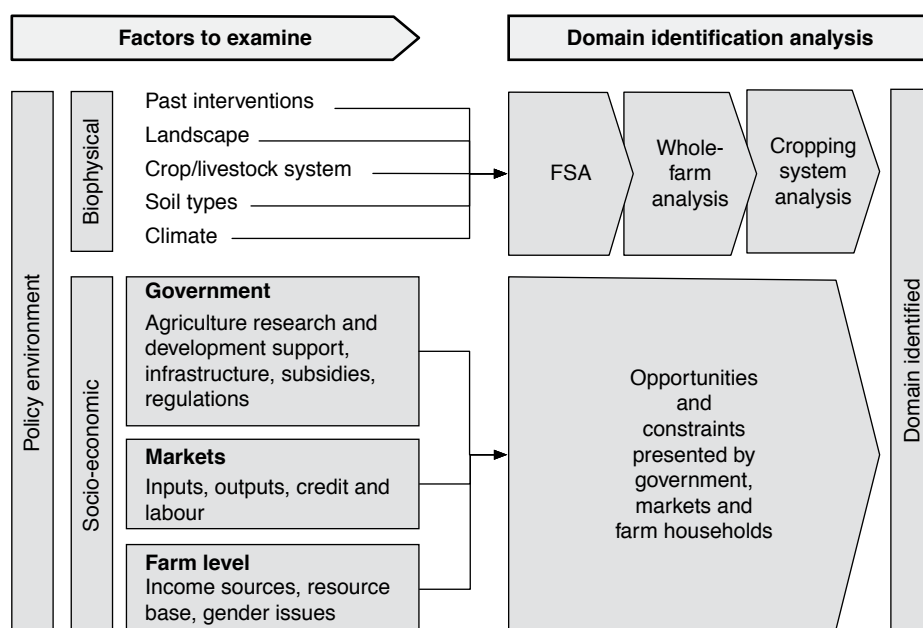 Factors to examine
Domain identification analysis
Policy environment
Biophysical
Past interventions
Landscape
Crop/livestock system
Soil types
Climate
FSA
Whole-
farm
analysis
Cropping
system
analysis
Socio-economic
Government
Agriculture research and
development support,
infrastructure, subsidies,
regulations
Markets
Inputs, outputs, credit and
labour
Farm level
Income sources, resource
base, gender issues
Opportunities
and
constraints
presented by
government,
markets and
farm households
Domain identified